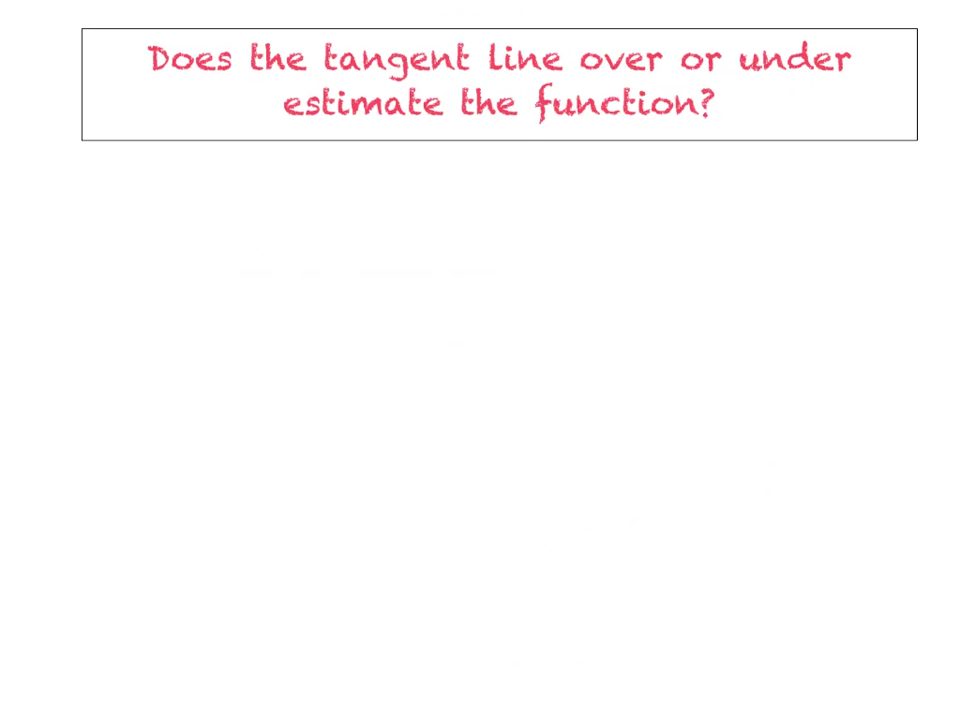 Does the tangent line over or under
estimate the function?